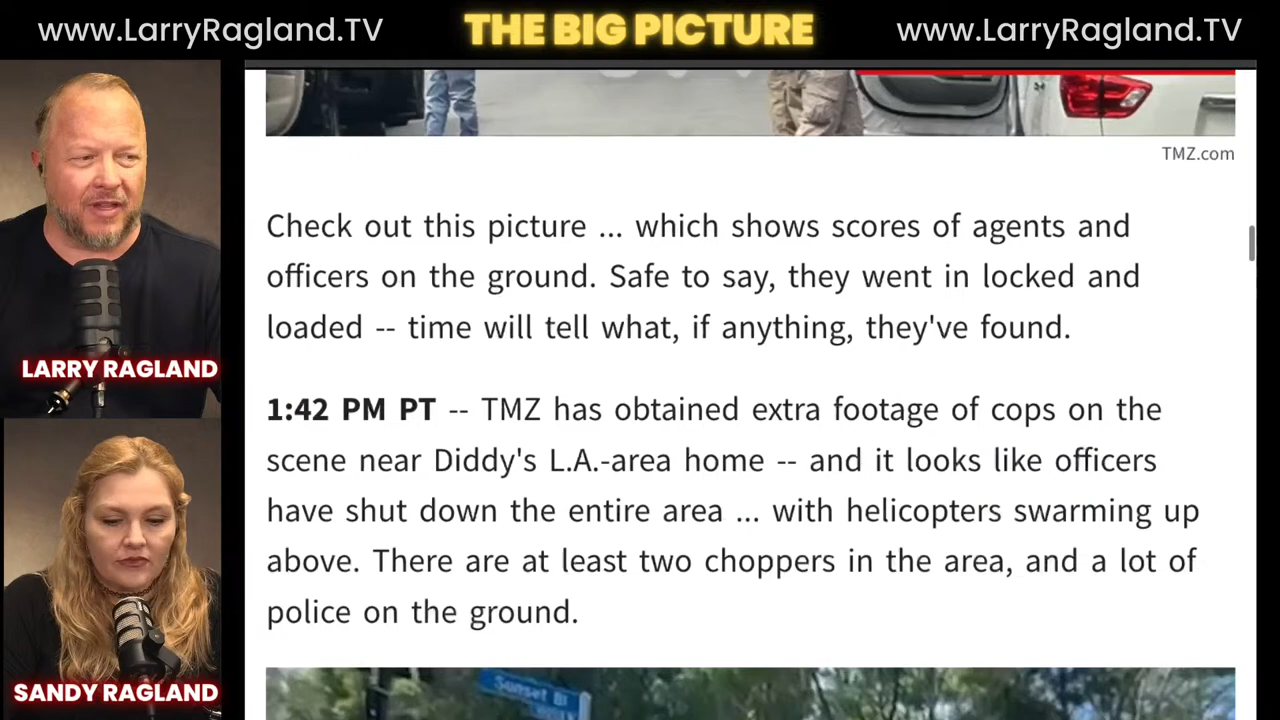 www.LarryRagland.TV
THE BIG PICTURE
www.LarryRagland.TV
TMZ.com
Check out this picture ... which shows scores of agents and
officers on the ground. Safe to say, they went in locked and
loaded -- time will tell what, if anything, they've found.
LARRY RAGLAND
1:42 PM PT -- TMZ has obtained extra footage of cops on the
scene near Diddy's L.A.-area home -- and it looks like officers
have shut down the entire area ... with helicopters swarming up
above. There are at least two choppers in the area, and a lot of
police on the ground.
SANDY RAGLAND
Sunset Bl